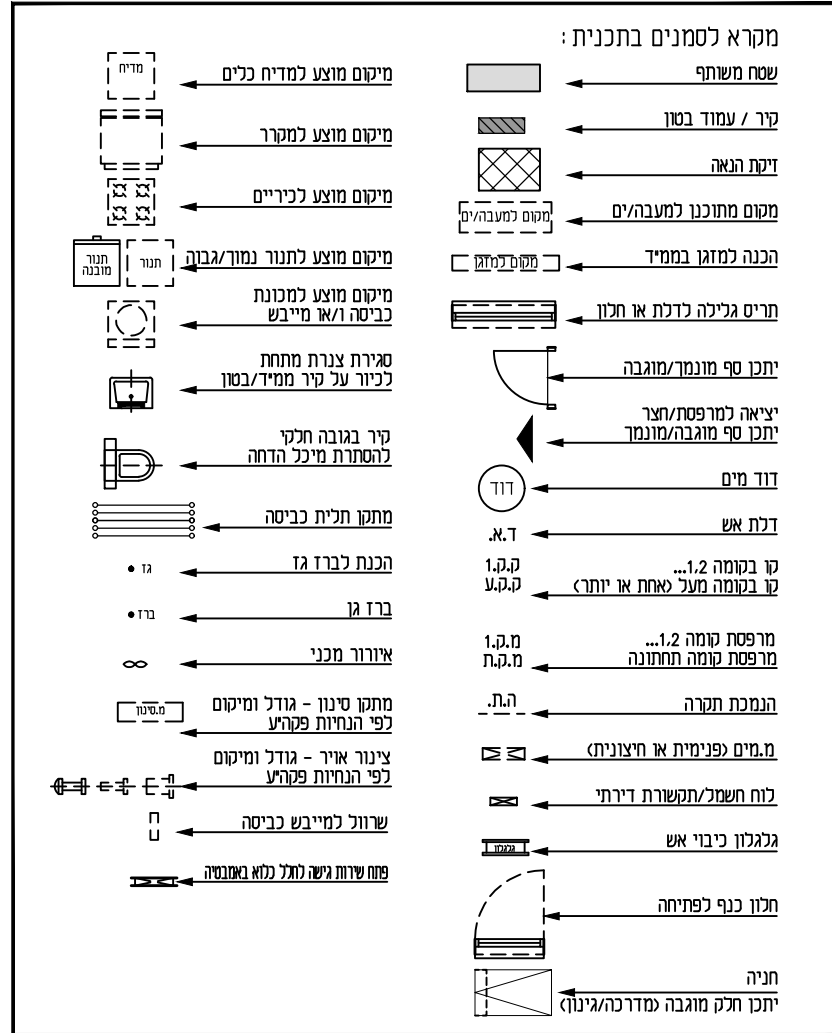 מקרא לסמנים בתכנית :
שטח משותף
קיר / עמוד בטון
זיקת הנאה
מקום מתוכנן למעבה/ים
מקום למעבה/ים
הכנה למזגן בממ"ד
מקום למזגן
תריס גלילה לדלת או חלון
יתכן סף מונמך/מוגבה
יציאה למרפסת/חצר
יתכן סף מוגבה/מונמך
דוד מים
דוד
דלת אש
ד.א.
קו בקומה 1,2...
ק.ק.1
קו בקומה מעל (אחת או יותר)
ק.ק.ע
מרפסת קומה 1,2...
מ.ק.1
מרפסת קומה תחתונה
מ.ק.ת
הנמכת תקרה
ה.ת.
מ.מים (פנימית או חיצונית)
לוח חשמל/תקשורת דירתי
גלגלון כיבוי אש
גלגלון
חלון כנף לפתיחה
חניה
יתכן חלק מוגבה (מדרכה/גינון)
מיקום מוצע למדיח כלים
מדיח
מיקום מוצע למקרר
מיקום מוצע לכיריים
מיקום מוצע לתנור נמוך/גבוה
תנור
תנור
מובנה
מיקום מוצע למכונת
כביסה ו/או מייבש
סגירת צנרת מתחת
לכיור על קיר ממ"ד/בטון
קיר בגובה חלקי
להסתרת מיכל הדחה
מתקן תלית כביסה
הכנת לברז גז
גז
ברז גן
ברז
איורור מכני
מתקן סינון - גודל ומיקום
לפי הנחיות פקה"ע
מ.סינון
צינור אויר - גודל ומיקום
לפי הנחיות פקה"ע
שרוול למייבש כביסה
פתח שירות גישה לחלל כלוא באמבטיה